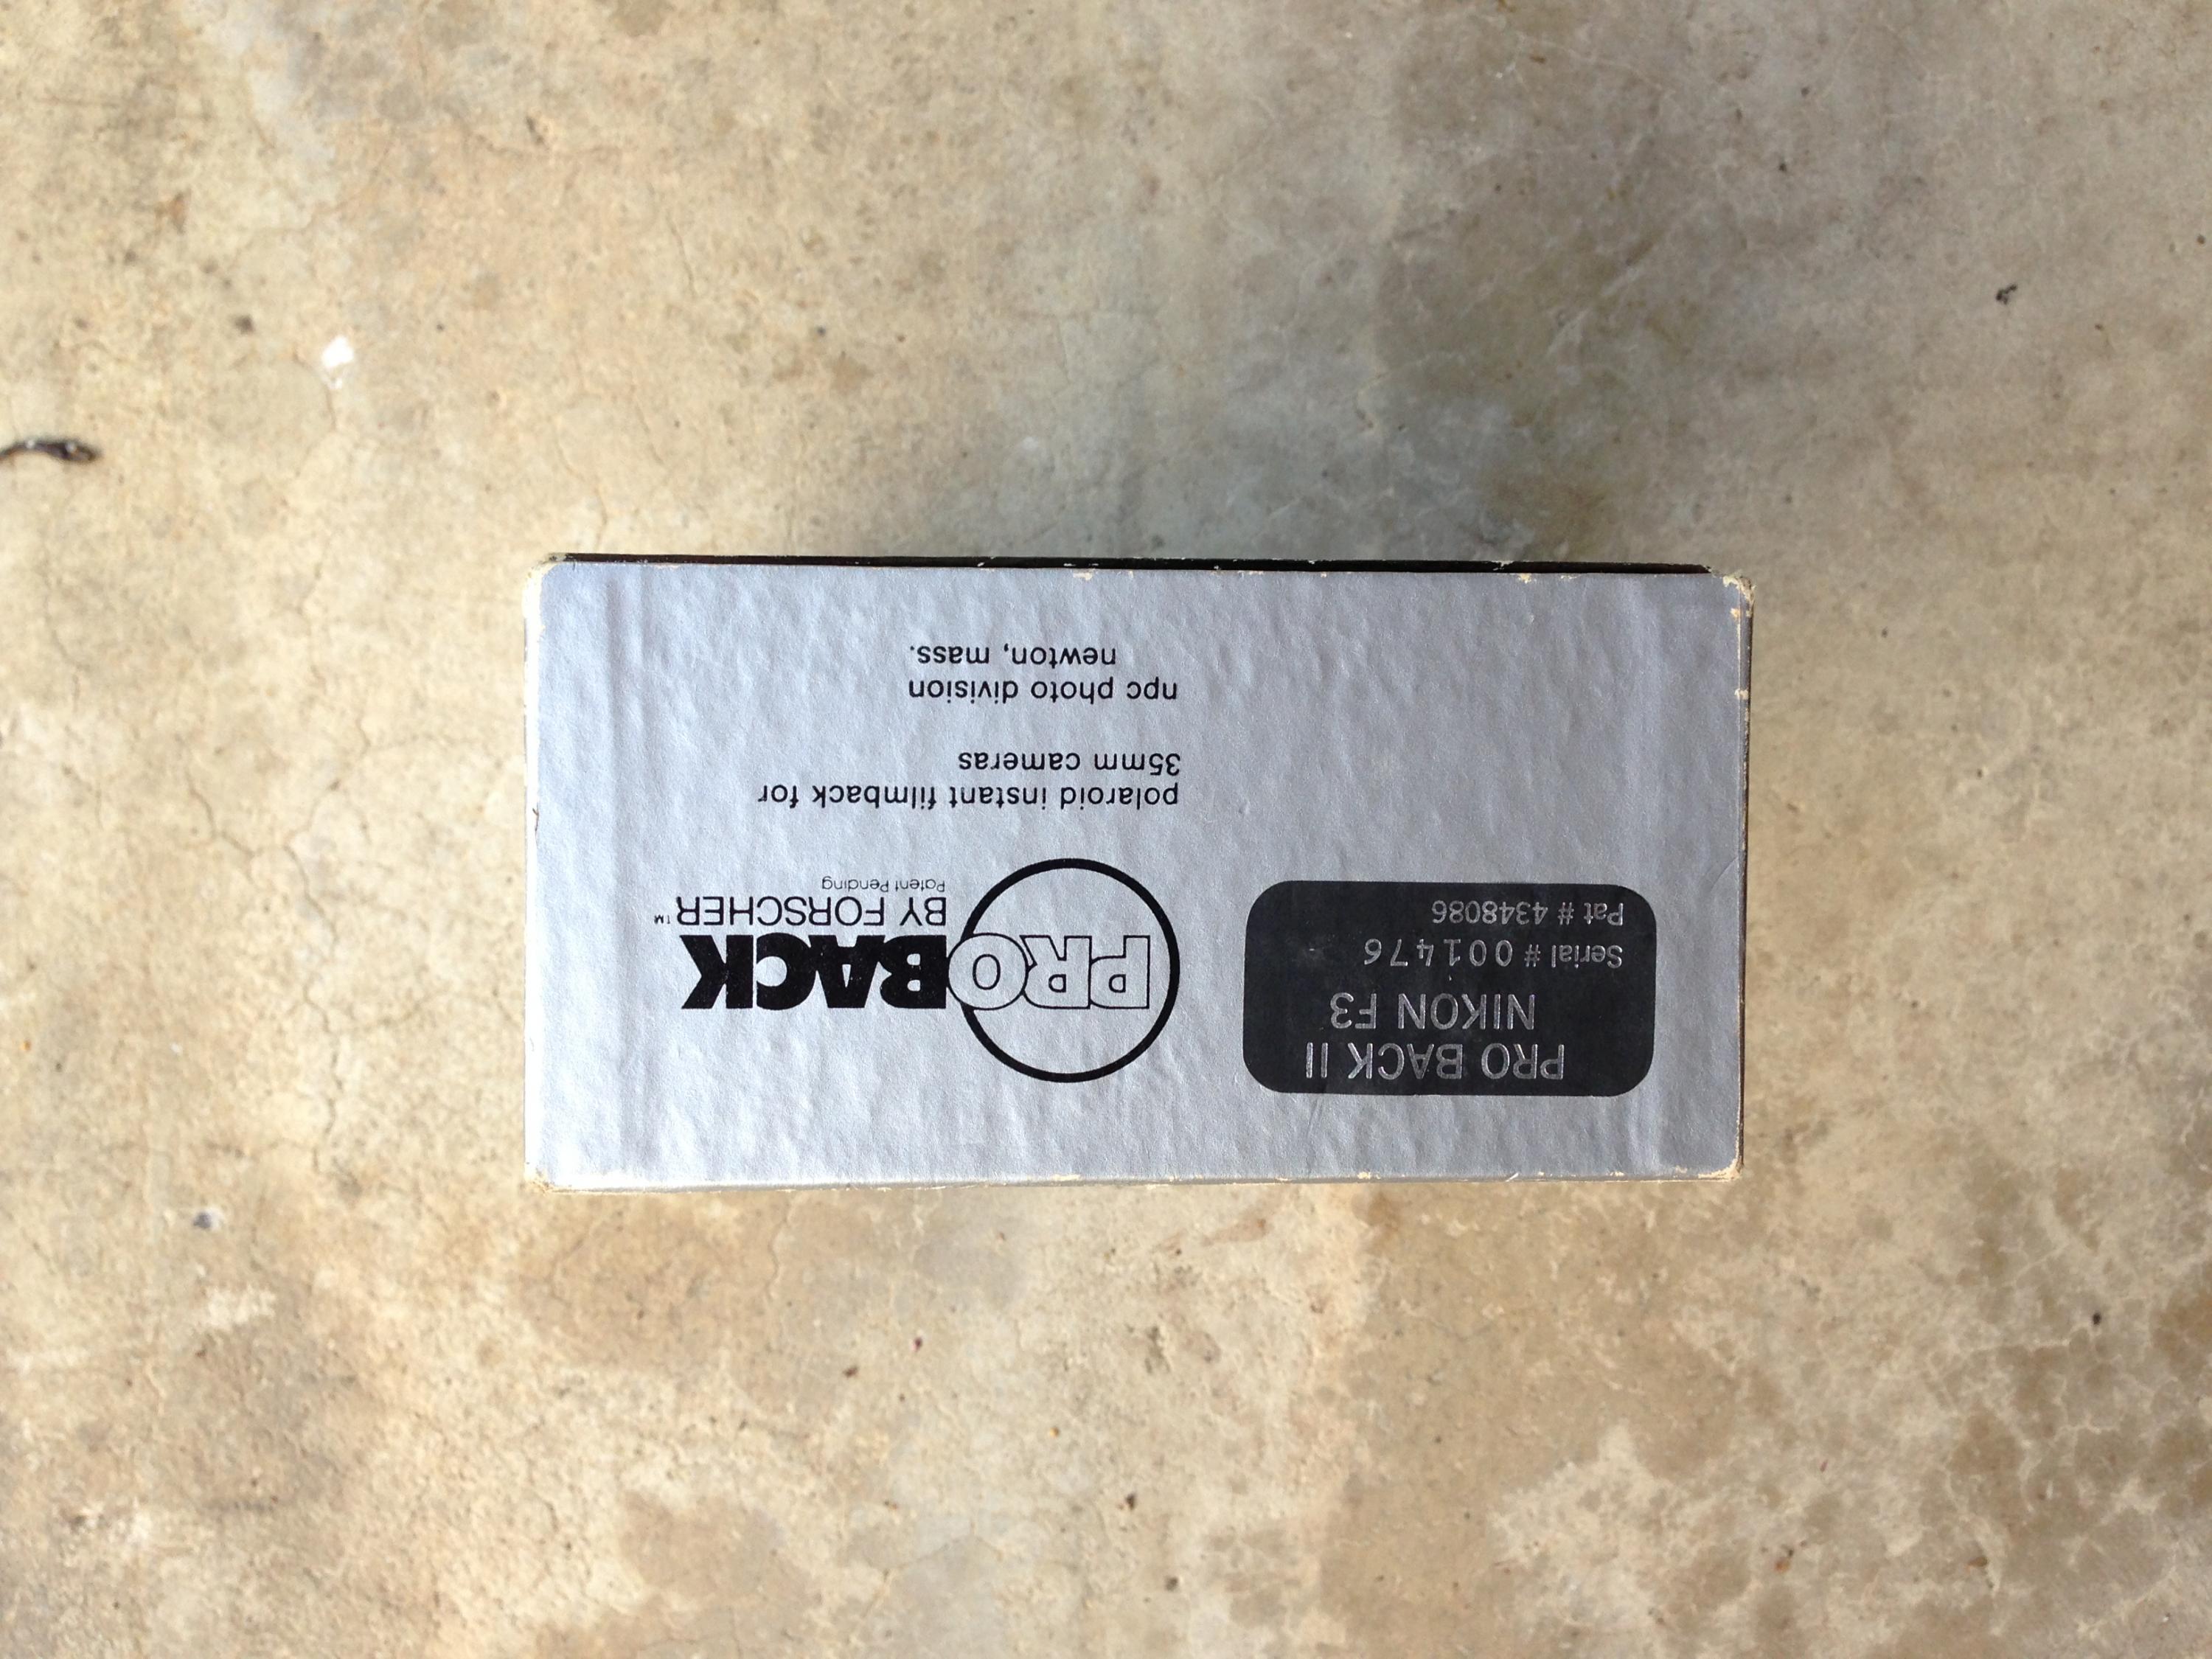 PRO BACK II
NIKON F3
Serial # 001476
Pat # 4348086
PROBACK
BY FORSCHER™
Patent Pending
polaroid instant filmback for
35mm cameras
npc photo division
newton, mass.